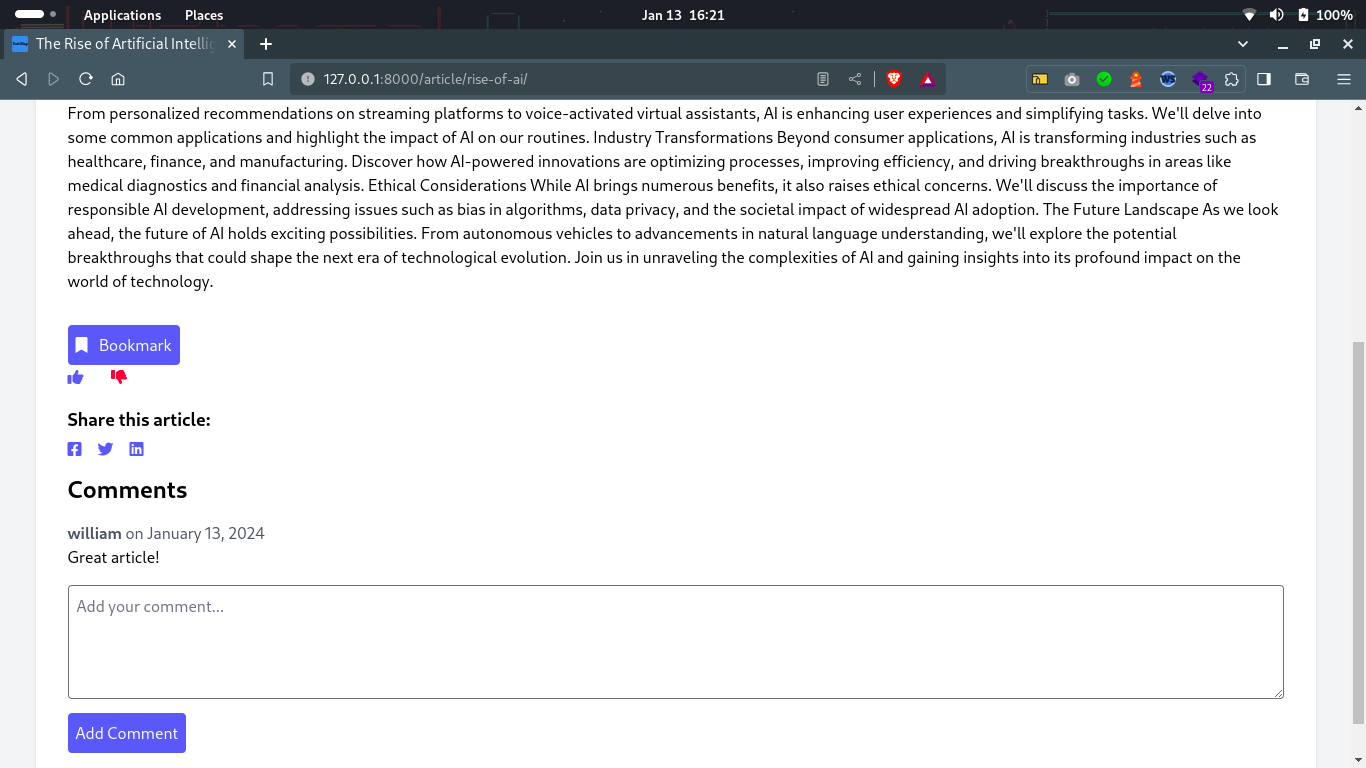 Applications Places Jan 13 16:21 100%
The Rise of Artificial Intellig
127.0.0.1:8000/article/rise-of-ai/ 22
From personalized recommendations on streaming platforms to voice-activated virtual assistants, AI is enhancing user experiences and simplifying tasks. We'll delve into
some common applications and highlight the impact of AI on our routines. Industry Transformations Beyond consumer applications, AI is transforming industries such as
healthcare, finance, and manufacturing. Discover how AI-powered innovations are optimizing processes, improving efficiency, and driving breakthroughs in areas like
medical diagnostics and financial analysis. Ethical Considerations While AI brings numerous benefits, it also raises ethical concerns. We'll discuss the importance of
responsible AI development, addressing issues such as bias in algorithms, data privacy, and the societal impact of widespread AI adoption. The Future Landscape As we look
ahead, the future of AI holds exciting possibilities. From autonomous vehicles to advancements in natural language understanding, we'll explore the potential
breakthroughs that could shape the next era of technological evolution. Join us in unraveling the complexities of AI and gaining insights into its profound impact on the
world of technology.
Bookmark
Share this article:
Comments
william on January 13, 2024
Great article!
Add your comment...
Add Comment